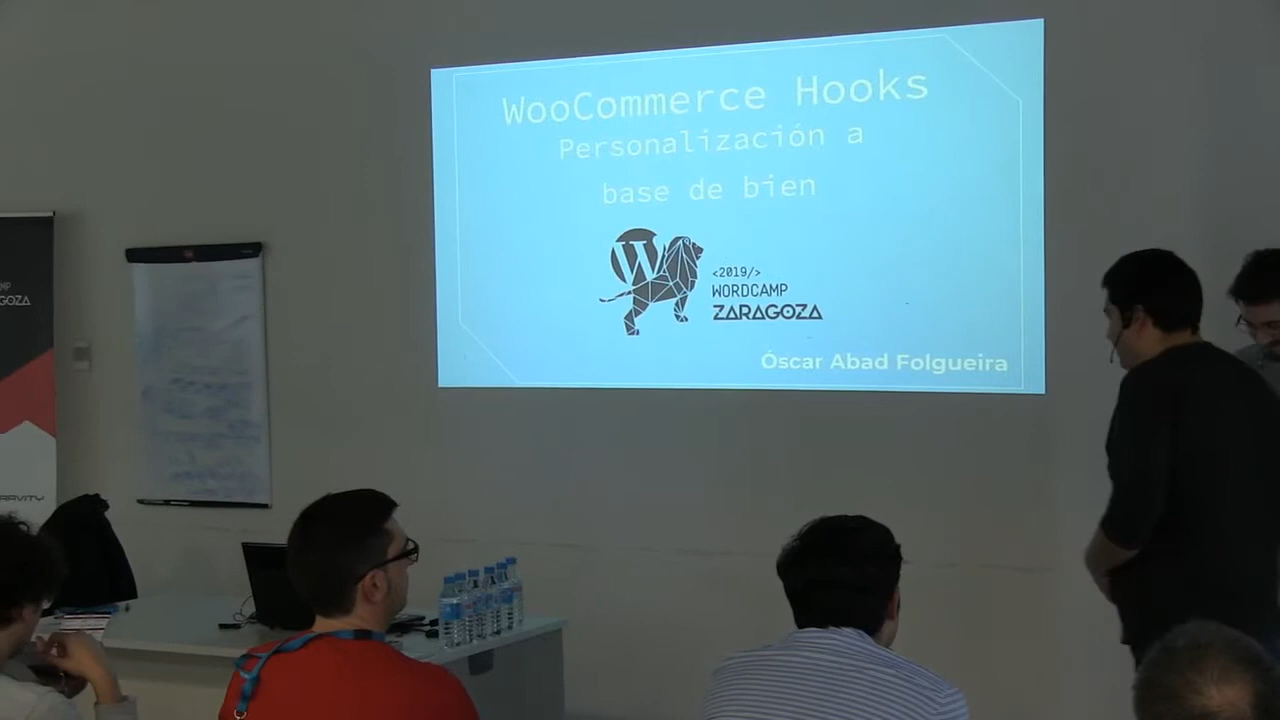 WooCommerce Hooks
Personalización a
base de bien
<2019/>
WORDCAMP
ZARAGOZA
Óscar Abad Folgueira